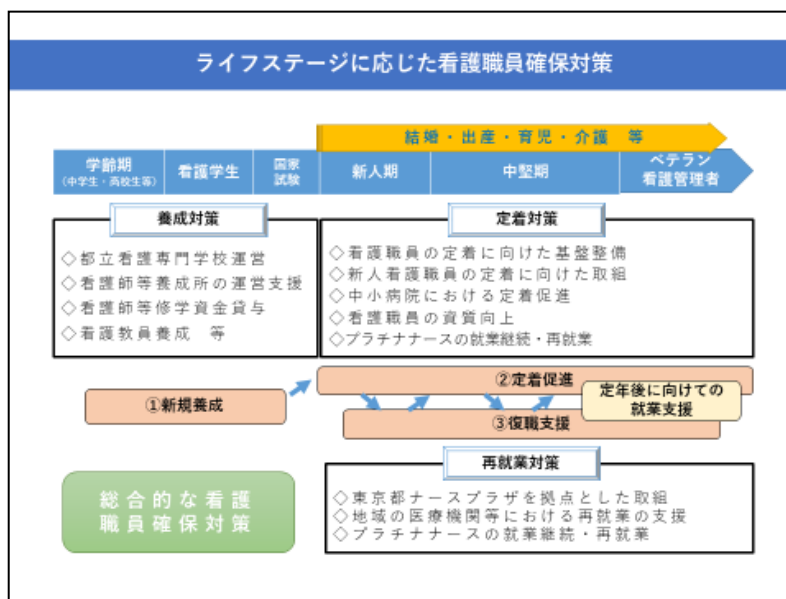 ライフステージに応じた看護職員確保対策
結婚・出産・育児・介護 等
学齢期
(中学生・高校生等)
看護学生
国家
試験
新人期
中堅期
ベテラン
看護管理者
養成対策
◇都立看護専門学校運営
◇看護師等養成所の運営支援
◇看護師等修学資金貸与
◇看護教員養成 等
定着対策
◇看護職員の定着に向けた基盤整備
◇新人看護職員の定着に向けた取組
◇中小病院における定着促進
◇看護職員の資質向上
◇プラチナナースの就業継続・再就業
①新規養成
②定着促進
定年後に向けての
就業支援
③復職支援
再就業対策
◇東京都ナースプラザを拠点とした取組
◇地域の医療機関等における再就業の支援
◇プラチナナースの就業継続・再就業
総合的な看護
職員確保対策